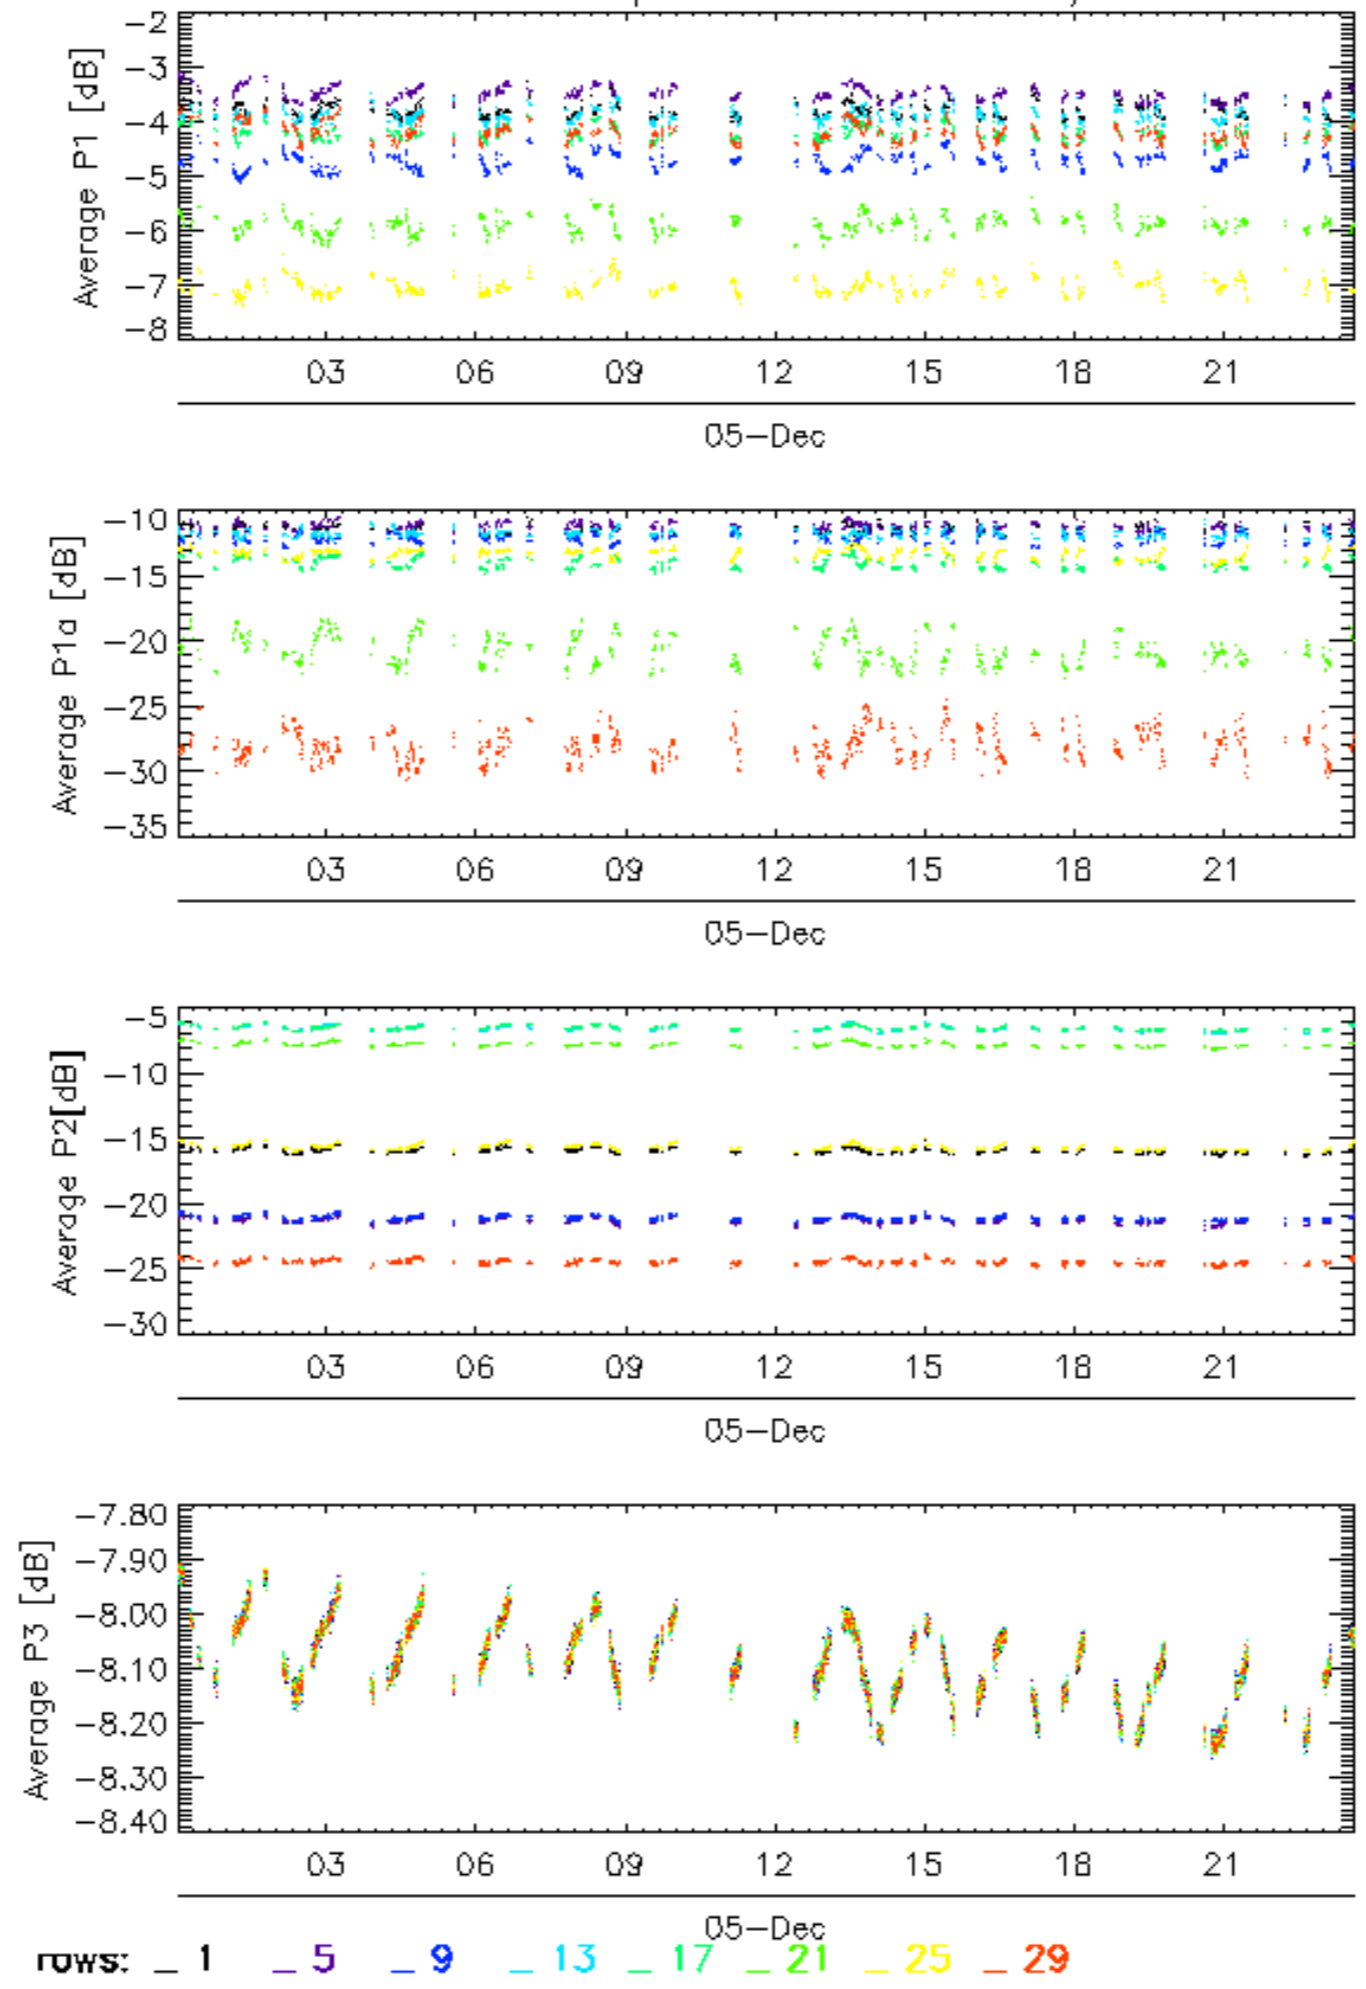 Average P1 [dB]
-2
-3
-4
-5
-6
-7
-8
03 06 09 12 15 18 21
05-Dec
Average P1a [dB]
-10
-15
-20
-25
-30
-35
03 06 09 12 15 18 21
05-Dec
Average P2[dB]
-5
-10
-15
-20
-25
-30
03 06 09 12 15 18 21
05-Dec
Average P3 [dB]
-7.80
-7.90
-8.00
-8.10
-8.20
-8.30
-8.40
03 06 09 12 15 18 21
05-Dec
rows: _ 1 _ 5 _ 9 _ 13 _ 17 _ 21 _ 25 _ 29